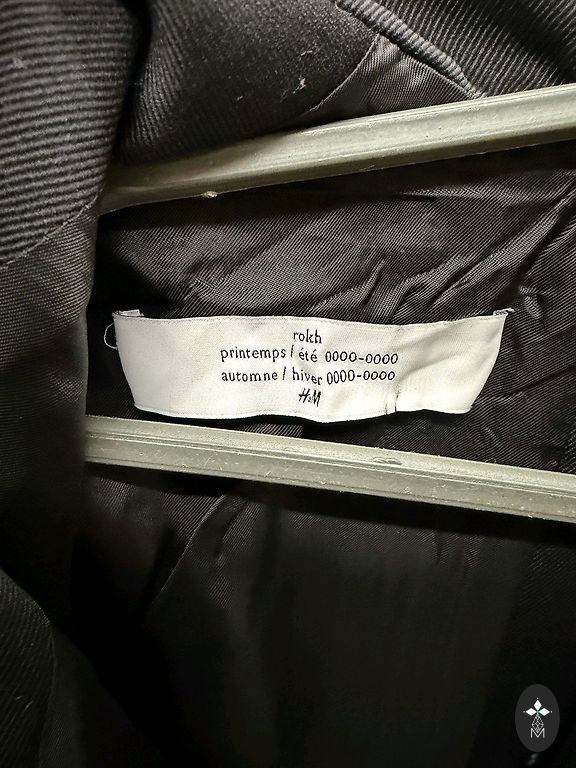 rokh
printemps / été 0000-0000
automne / hiver 0000-0000
H&M
M